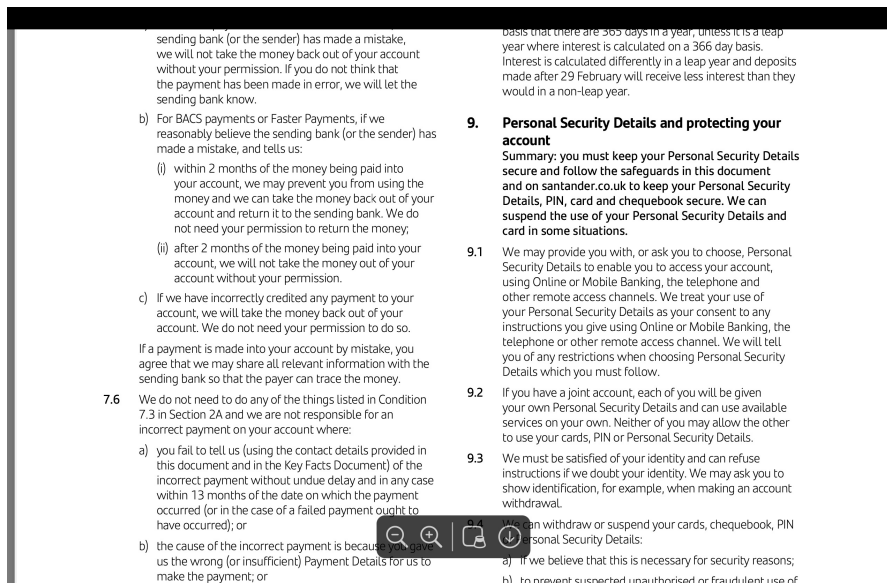 sending bank (or the sender) has made a mistake,
we will not take the money back out of your account
without your permission. If you do not think that
the payment has been made in error, we will let the
sending bank know.
b) For BACS payments or Faster Payments, if we
reasonably believe the sending bank (or the sender) has
made a mistake, and tells us:
(i) within 2 months of the money being paid into
your account, we may prevent you from using the
money and we can take the money back out of your
account and return it to the sending bank. We do
not need your permission to return the money;
(ii) after 2 months of the money being paid into your
account, we will not take the money out of your
account without your permission.
c) If we have incorrectly credited any payment to your
account, we will take the money back out of your
account. We do not need your permission to do so.
If a payment is made into your account by mistake, you
agree that we may share all relevant information with the
sending bank so that the payer can trace the money.
7.6 We do not need to do any of the things listed in Condition
7.3 in Section 2A and we are not responsible for an
incorrect payment on your account where:
a) you fail to tell us (using the contact details provided in
this document and in the Key Facts Document) of the
incorrect payment without undue delay and in any case
within 13 months of the date on which the payment
occurred (or in the case of a failed payment ought to
have occurred); or
b) the cause of the incorrect payment is because you gave
us the wrong (or insufficient) Payment Details for us to
make the payment; or
basis that there are 365 days in a year, unless it is a leap
year where interest is calculated on a 366 day basis.
Interest is calculated differently in a leap year and deposits
made after 29 February will receive less interest than they
would in a non-leap year.
9. Personal Security Details and protecting your
account
Summary: you must keep your Personal Security Details
secure and follow the safeguards in this document
and on santander.co.uk to keep your Personal Security
Details, PIN, card and chequebook secure. We can
suspend the use of your Personal Security Details and
card in some situations.
9.1 We may provide you with, or ask you to choose, Personal
Security Details to enable you to access your account,
using Online or Mobile Banking, the telephone and
other remote access channels. We treat your use of
your Personal Security Details as your consent to any
instructions you give using Online or Mobile Banking, the
telephone or other remote access channel. We will tell
you of any restrictions when choosing Personal Security
Details which you must follow.
9.2 If you have a joint account, each of you will be given
your own Personal Security Details and can use available
services on your own. Neither of you may allow the other
to use your cards, PIN or Personal Security Details.
9.3 We must be satisfied of your identity and can refuse
instructions if we doubt your identity. We may ask you to
show identification, for example, when making an account
withdrawal.
9.4 We can withdraw or suspend your cards, chequebook, PIN
Personal Security Details:
a) if we believe that this is necessary for security reasons;
b) to prevent suspected unauthorised or fraudulent use of